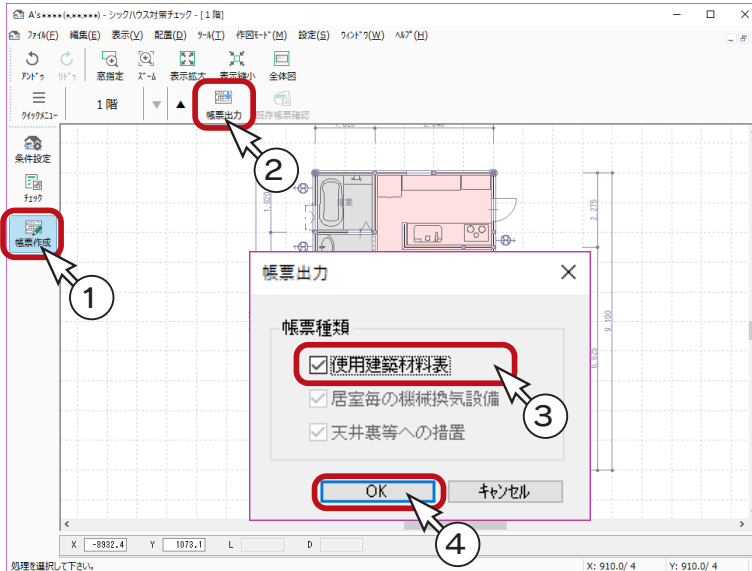 A's****(*,**,***) - シックハウス対策チェック - [1 階]
ファイル(F) 編集(E) 表示(V) 配置(D) ツール(T) 作図モード(M) 設定(S) ウィンドウ(W) ヘルプ(H)
アンドゥ リドゥ 窓指定 ズーム 表示拡大 表示縮小 全体図
クイックメニュー 1階 帳票出力 既存帳票確認
②
条件設定
チェック
帳票作成
①
1,820
2,275
9,100
6,825
帳票出力
帳票種類
使用建築材料表
③
居室毎の機械換気設備
天井裏等への措置
OK キャンセル
④
X -8932.4 Y 1073.1 L D
処理を選択して下さい。 X: 910.0/ 4 Y: 910.0/ 4